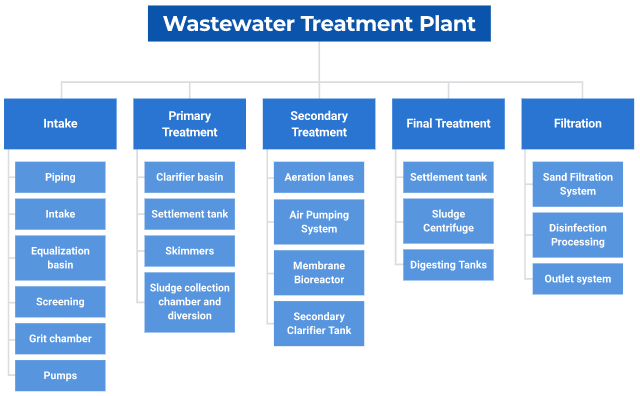 Wastewater Treatment Plant
Intake
Piping
Intake
Equalization
basin
Screening
Grit chamber
Pumps
Primary
Treatment
Clarifier basin
Settlement tank
Skimmers
Sludge collection
chamber and
diversion
Secondary
Treatment
Aeration lanes
Air Pumping
System
Membrane
Bioreactor
Secondary
Clarifier Tank
Final Treatment
Settlement tank
Sludge
Centrifuge
Digesting Tanks
Filtration
Sand Filtration
System
Disinfection
Processing
Outlet system